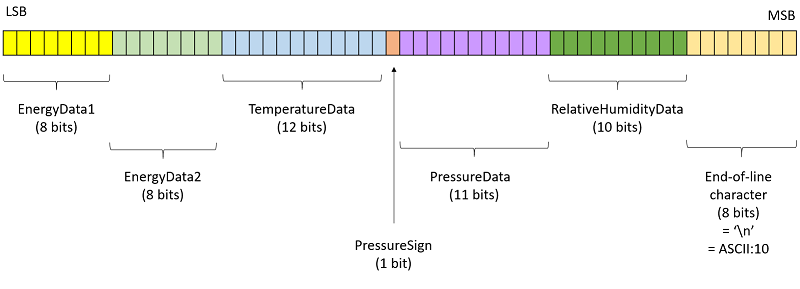 LSB
MSB
EnergyData1
(8 bits)
TemperatureData
(12 bits)
RelativeHumidityData
(10 bits)
EnergyData2
(8 bits)
PressureData
(11 bits)
End-of-line
character
(8 bits)
= ‘\n’
= ASCII:10
PressureSign
(1 bit)